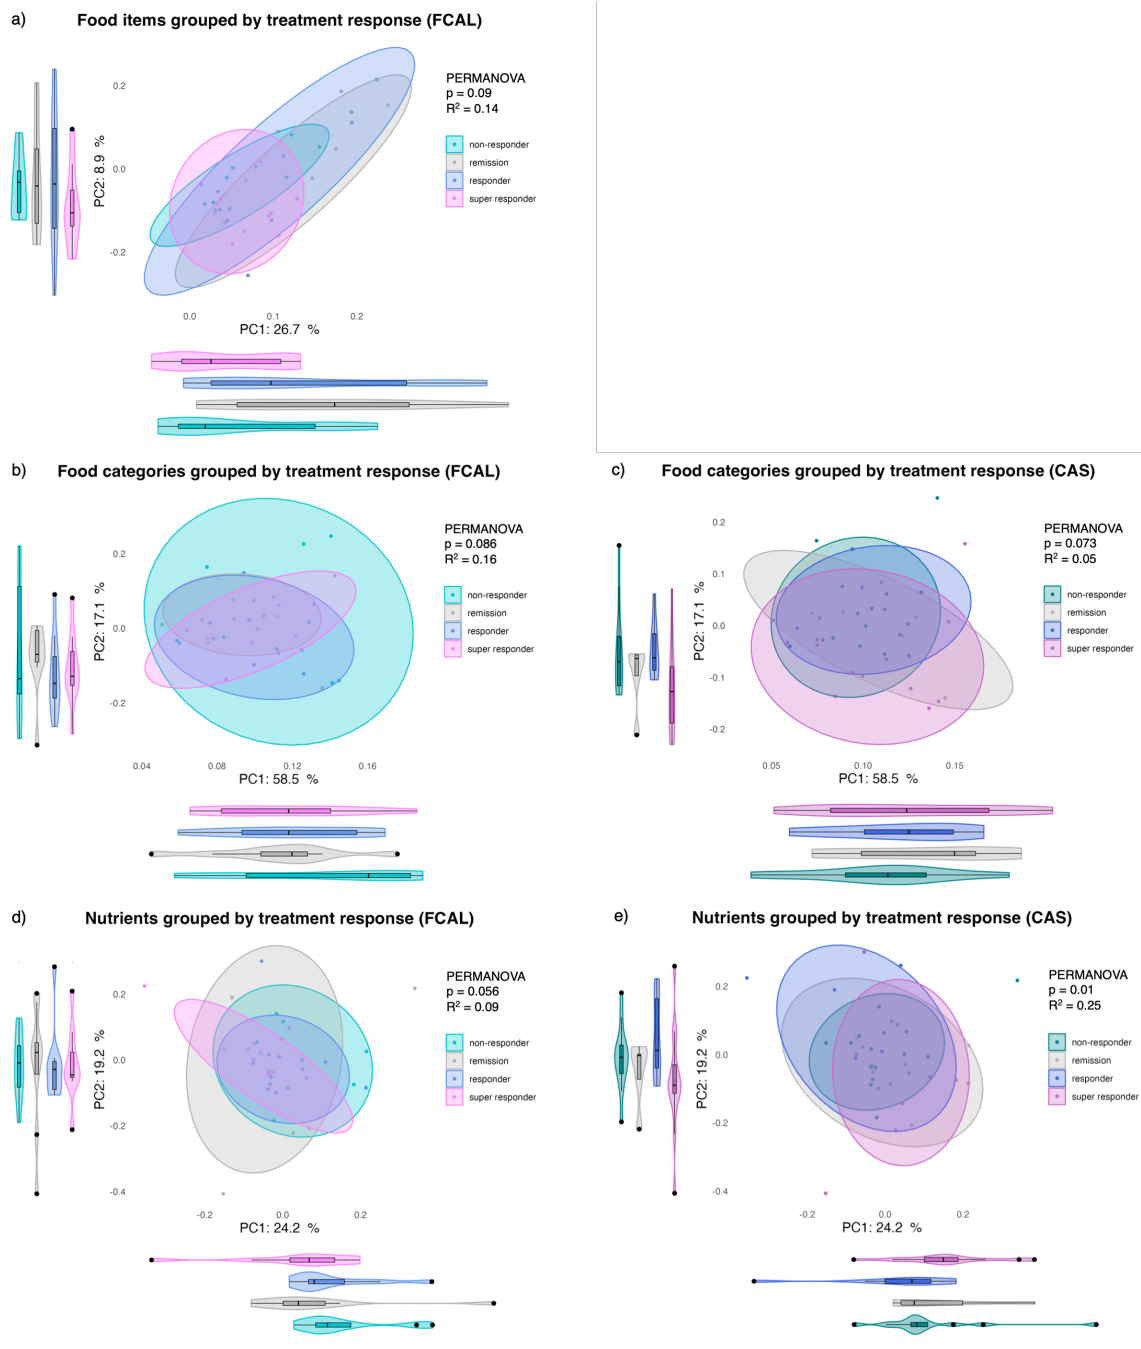 a) Food items grouped by treatment response (FCAL)
PERMANOVA
p = 0.09
R² = 0.14
non-responder
remission
responder
super responder
0.2
0.0
-0.2
PC2: 8.9 %
0.0 0.1 0.2
PC1: 26.7 %
b) Food categories grouped by treatment response (FCAL)
PERMANOVA
p = 0.086
R² = 0.16
non-responder
remission
responder
super responder
0.2
0.0
-0.2
PC2: 17.1 %
0.04 0.08 0.12 0.16
PC1: 58.5 %
c) Food categories grouped by treatment response (CAS)
PERMANOVA
p = 0.073
R² = 0.05
non-responder
remission
responder
super responder
0.2
0.1
0.0
-0.1
-0.2
PC2: 17.1 %
0.05 0.10 0.15
PC1: 58.5 %
d) Nutrients grouped by treatment response (FCAL)
PERMANOVA
p = 0.056
R² = 0.09
non-responder
remission
responder
super responder
0.2
0.0
-0.2
-0.4
PC2: 19.2 %
-0.2 0.0 0.2
PC1: 24.2 %
e) Nutrients grouped by treatment response (CAS)
PERMANOVA
p = 0.01
R² = 0.25
non-responder
remission
responder
super responder
0.2
0.0
-0.2
-0.4
PC2: 19.2 %
-0.2 0.0 0.2
PC1: 24.2 %